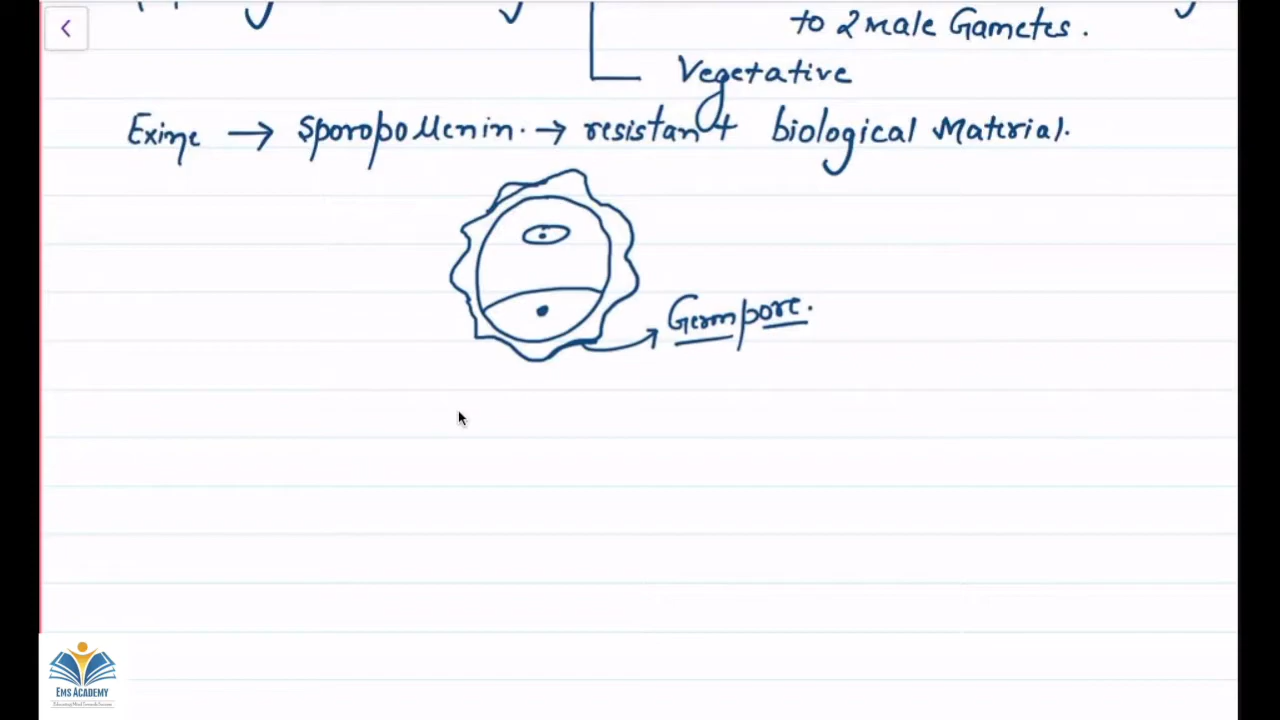 to 2 male Gametes.
Vegetative
Exine → Sporopollenin. → resistant biological Material.
Germpore.
EMS ACADEMY